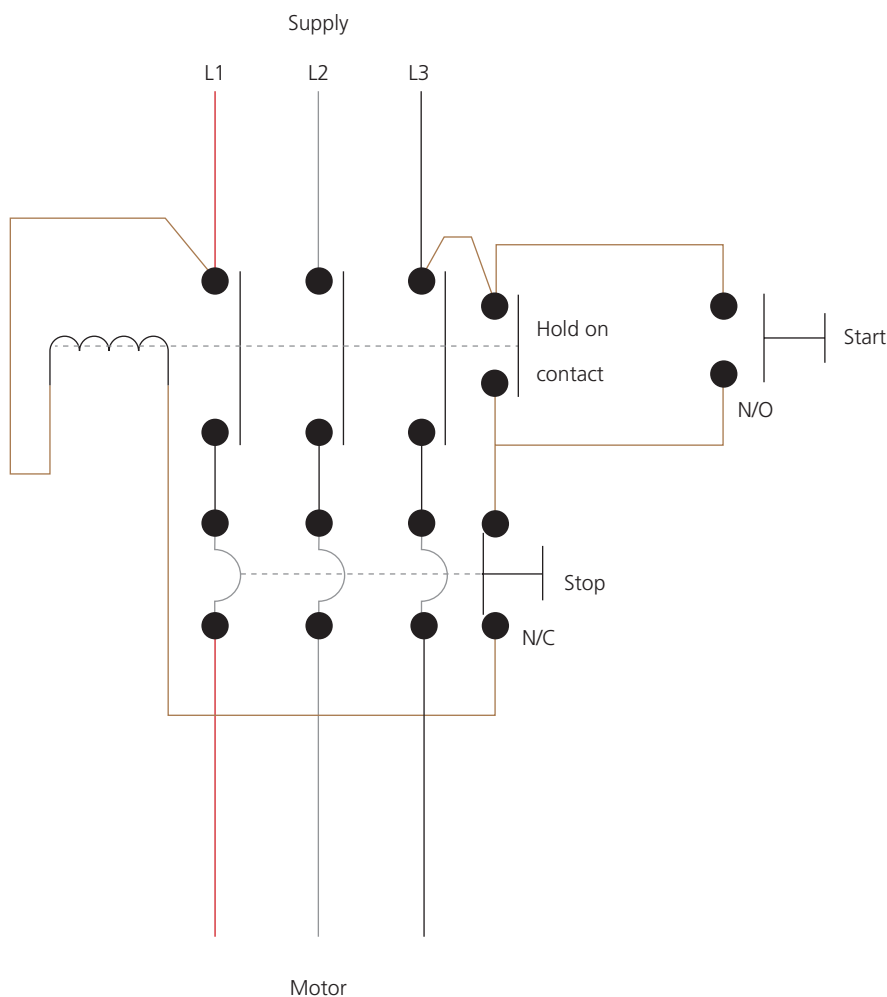 Supply
L1
L2
L3
Hold on
contact
Start
N/O
Stop
N/C
Motor